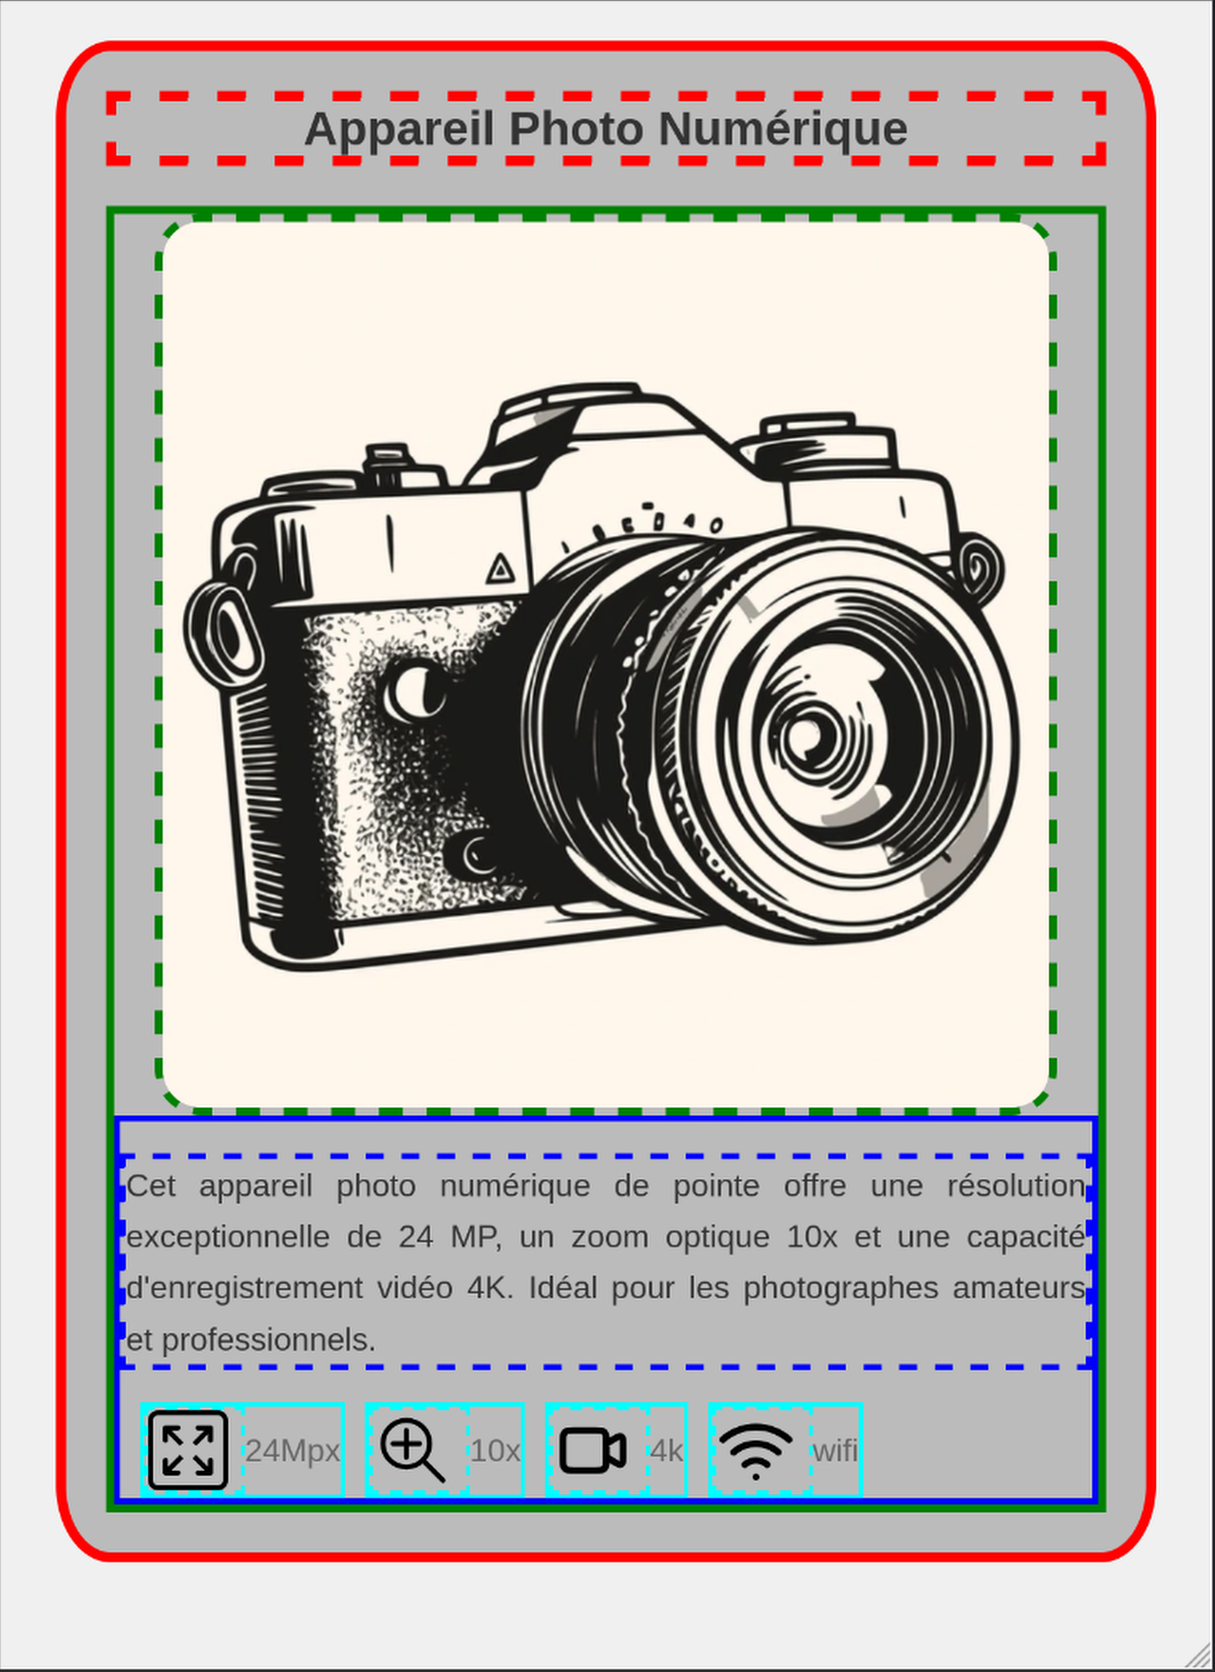 Appareil Photo Numérique
Cet appareil photo numérique de pointe offre une résolution
exceptionnelle de 24 MP, un zoom optique 10x et une capacité
d'enregistrement vidéo 4K. Idéal pour les photographes amateurs
et professionnels.
24Mpx 10x 4k wifi